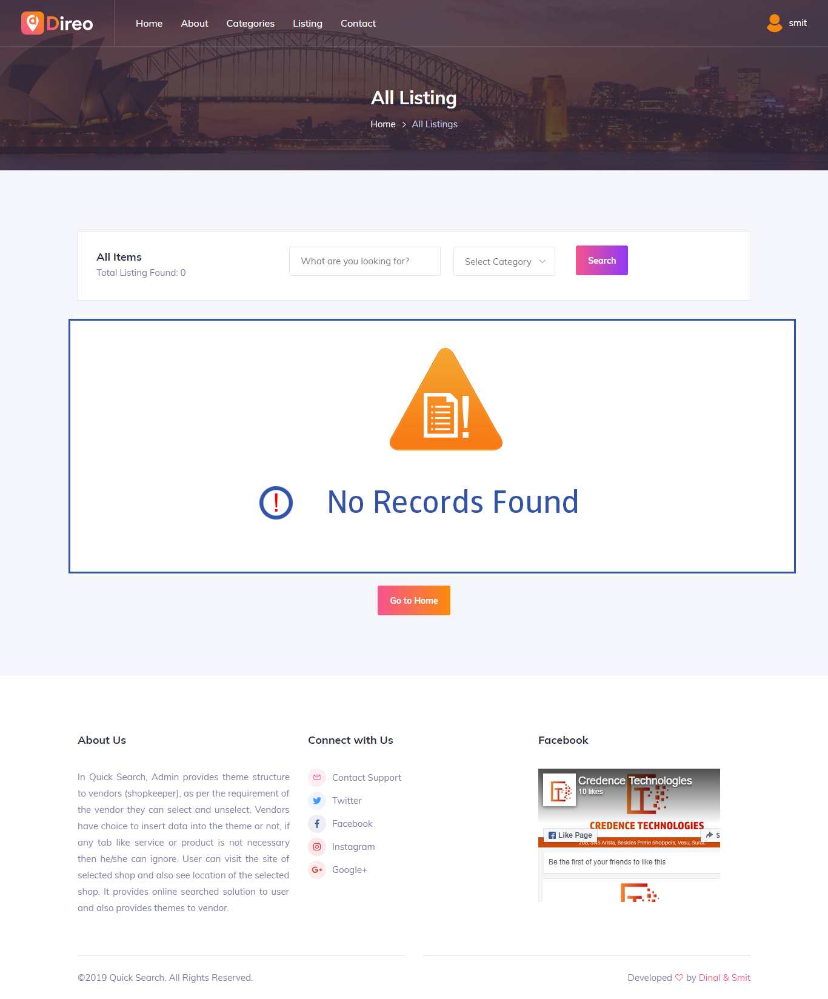 Direo
Home About Categories Listing Contact
smit
All Listing
Home > All Listings
All Items
Total Listing Found: 0
What are you looking for?
Select Category
Search
No Records Found
Go to Home
About Us
In Quick Search, Admin provides theme structure
to vendors (shopkeeper), as per the requirement of
the vendor they can select and unselect. Vendors
have choice to insert data into the theme or not, if
any tab like service or product is not necessary
then he/she can ignore. User can visit the site of
selected shop and also see location of the selected
shop. It provides online searched solution to user
and also provides themes to vendor.
Connect with Us
Contact Support
Twitter
Facebook
Instagram
Google+
Facebook
Credence Technologies
10 likes
CREDENCE TECHNOLOGIES
Like Page
S
208, SNS Arista, Besides Prime Shoppers, Vesu, Surat.
Be the first of your friends to like this
©2019 Quick Search. All Rights Reserved.
Developed ♡ by Dinal & Smit